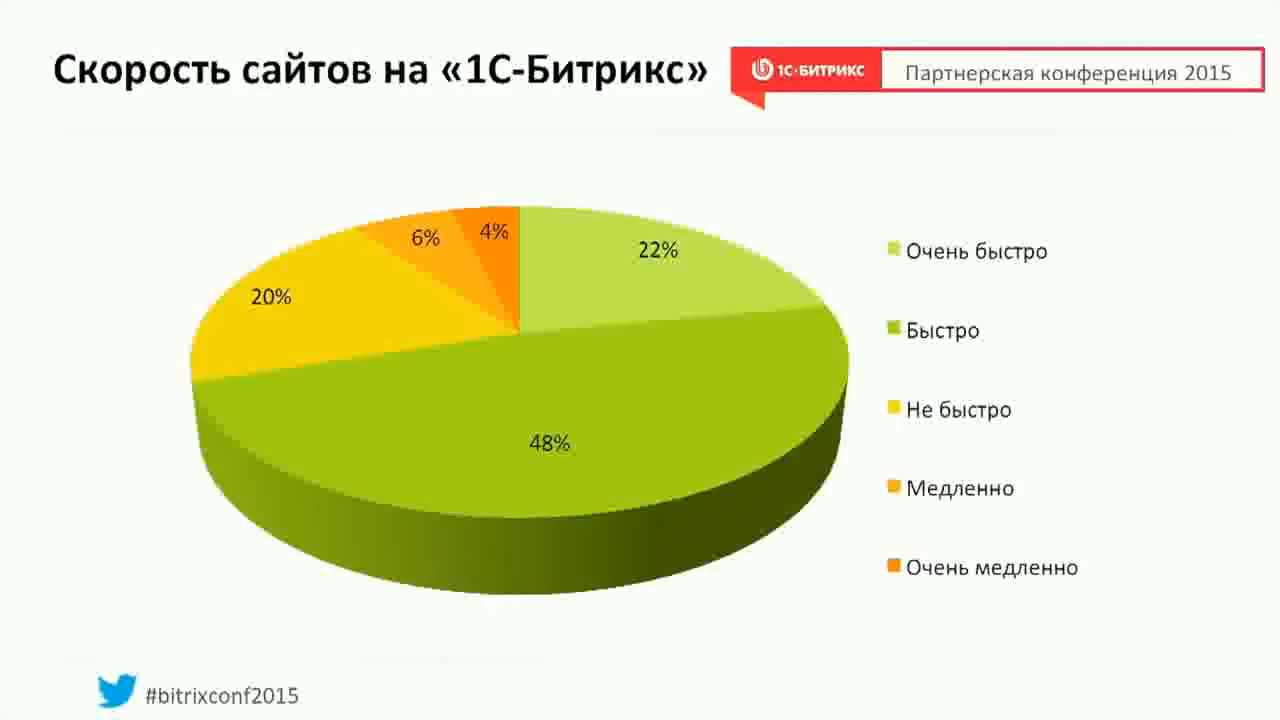 Скорость сайтов на «1С-Битрикс»
1С-БИТРИКС
Партнерская конференция 2015
4%
6%
22%
20%
48%
Очень быстро
Быстро
Не быстро
Медленно
Очень медленно
#bitrixconf2015